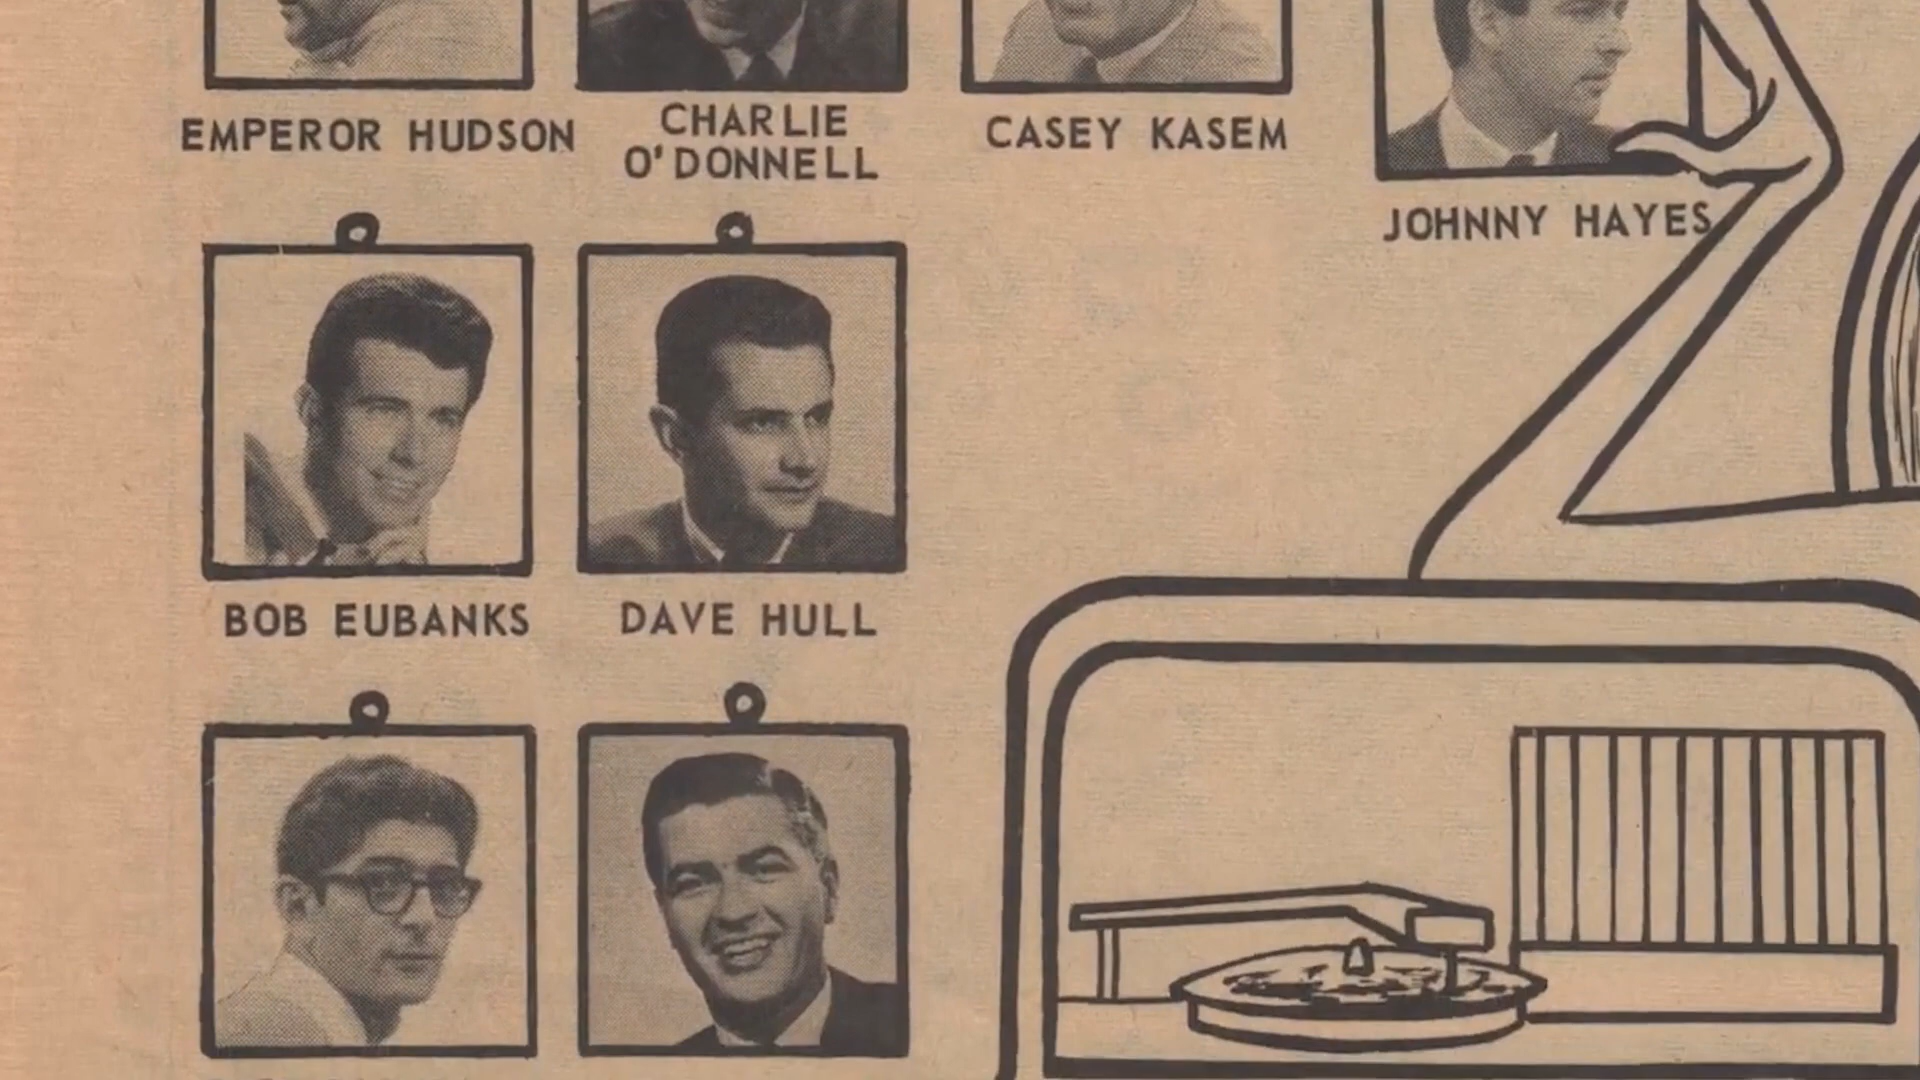 EMPEROR HUDSON
CHARLIE
O'DONNELL
CASEY KASEM
JOHNNY HAYES
BOB EUBANKS
DAVE HULL